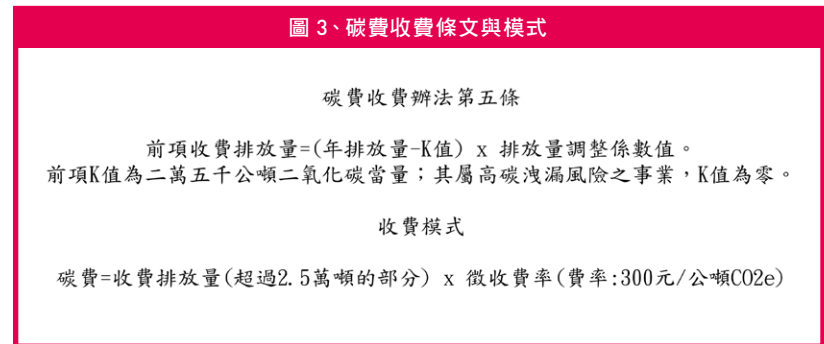 圖 3、碳費收費條文與模式
碳費收費辦法第五條
前項收費排放量=(年排放量-K值) x 排放量調整係數值。
前項K值為二萬五千公噸二氧化碳當量；其屬高碳洩漏風險之事業，K值為零。
收費模式
碳費=收費排放量(超過2.5萬噸的部分) x 徵收費率(費率:300元/公噸CO2e)